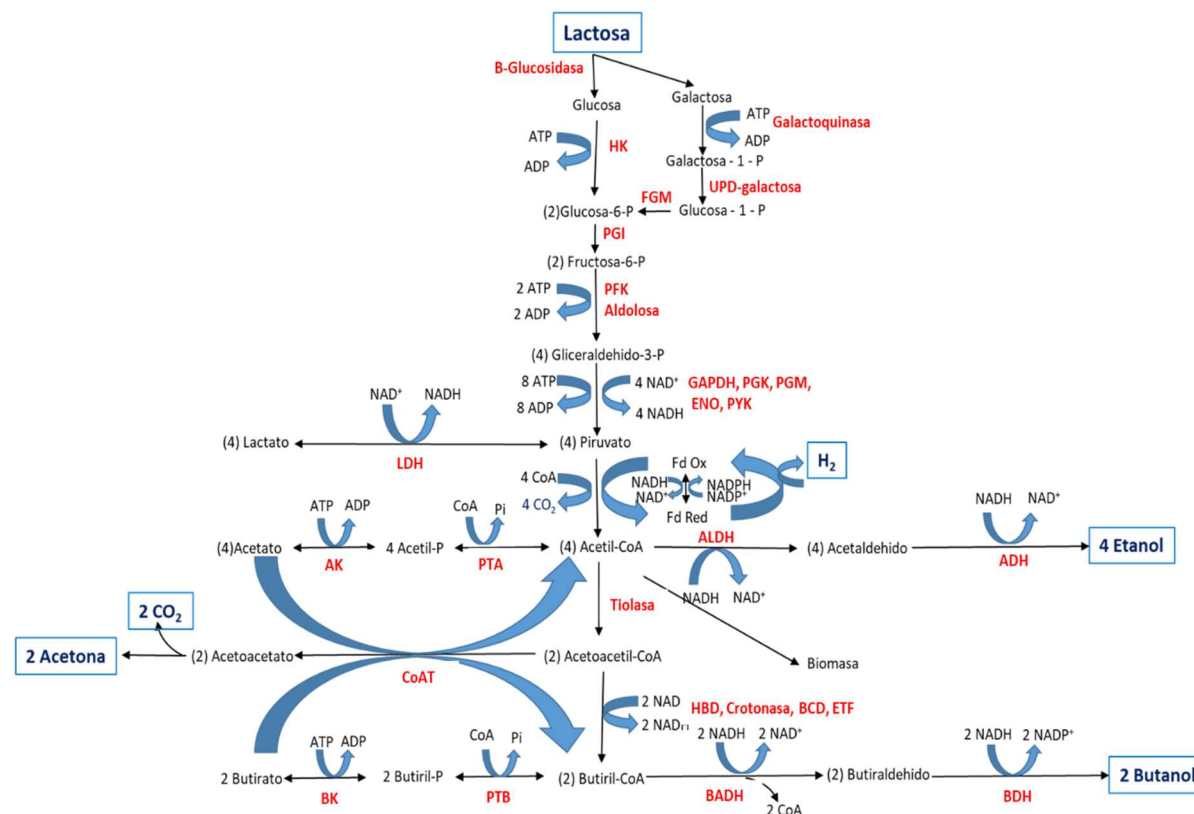 Lactosa
B-Glucosidasa
Glucosa
Galactosa
ATP
ADP
HK
ATP
ADP
Galactoquinasa
Galactosa - 1 - P
UPD-galactosa
FGM
(2)Glucosa-6-P
Glucosa - 1 - P
PGI
(2) Fructosa-6-P
2 ATP
2 ADP
PFK
Aldolosa
(4) Gliceraldehido-3-P
8 ATP
8 ADP
4 NAD⁺
4 NADH
GAPDH, PGK, PGM,
ENO, PYK
NAD⁺
NADH
(4) Lactato
LDH
(4) Piruvato
4 CoA
4 CO₂
Fd Ox
NADH
NAD⁺
NADPH
NADP⁺
Fd Red
H₂
ATP
ADP
CoA
Pi
(4)Acetato
AK
4 Acetil-P
PTA
(4) Acetil-CoA
ALDH
NADH
NAD⁺
(4) Acetaldehido
NADH
NAD⁺
ADH
4 Etanol
Tiolasa
2 CO₂
2 Acetona
(2) Acetoacetato
CoAT
(2) Acetoacetil-CoA
Biomasa
2 NAD
HBD, Crotonasa, BCD, ETF
ATP
ADP
CoA
Pi
2 NADH
2 NAD⁺
2 NADH
2 NADP⁺
2 Butirato
BK
2 Butiril-P
PTB
(2) Butiril-CoA
BADH
2 CoA
(2) Butiraldehido
BDH
2 Butanol